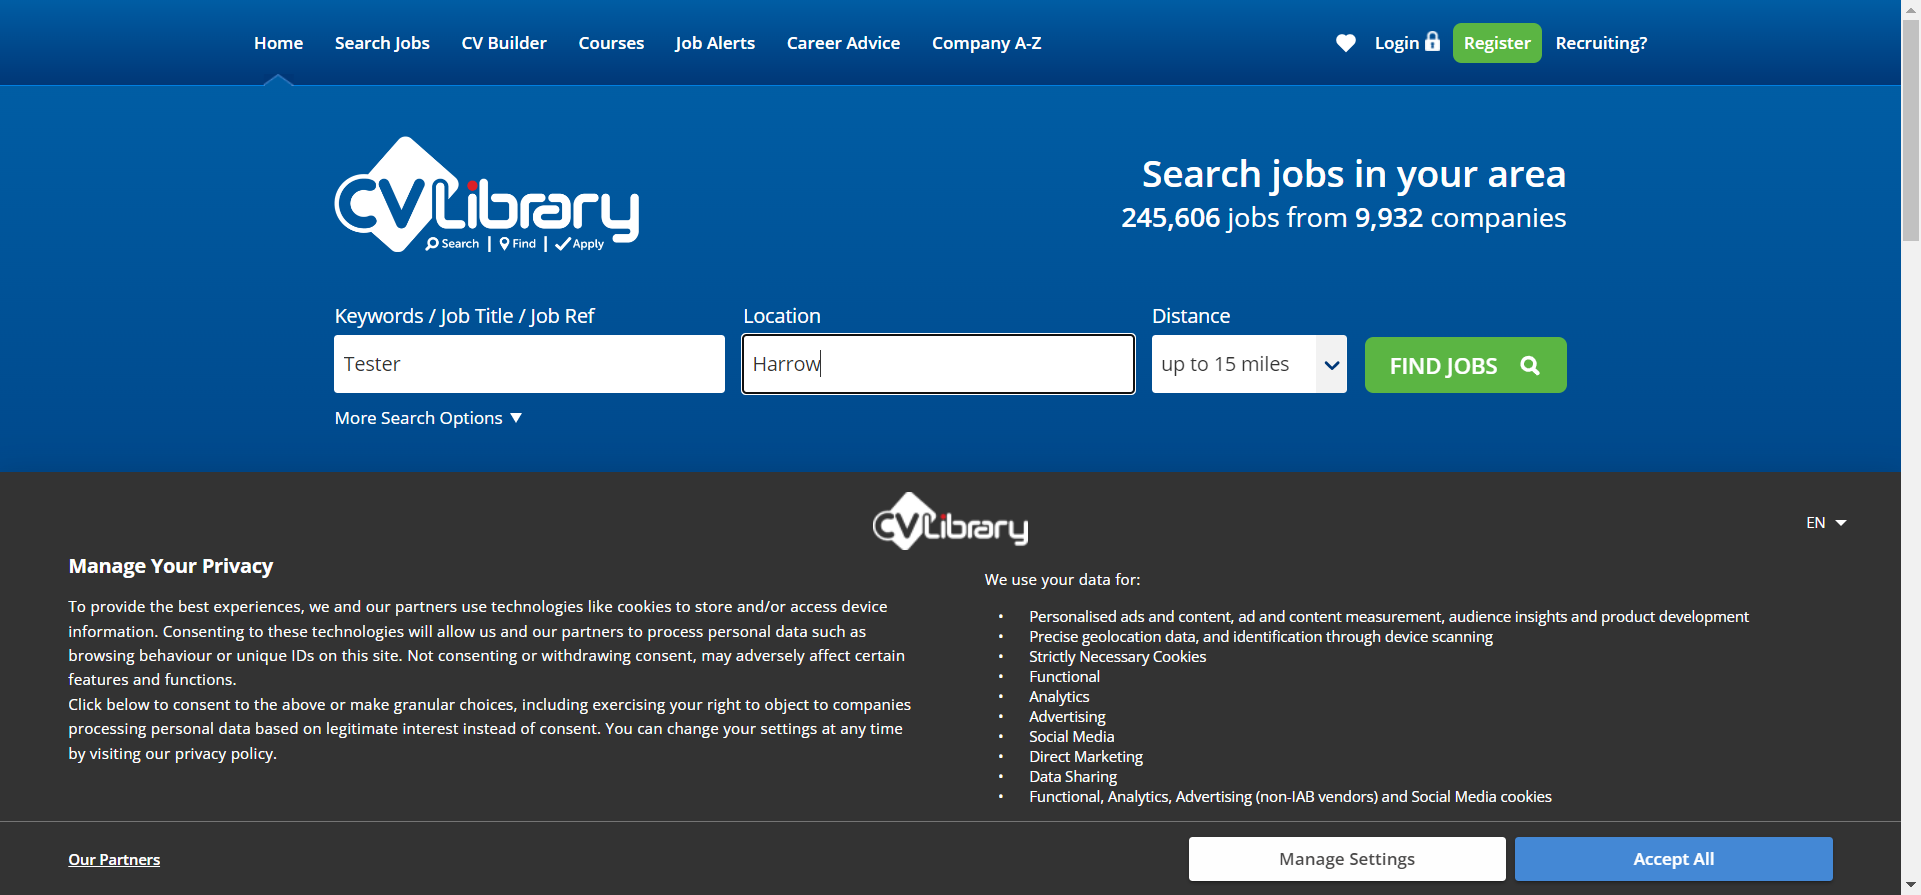 Home Search Jobs CV Builder Courses Job Alerts Career Advice Company A-Z Login Register Recruiting?
CVLibrary
Search | Find | Apply
Search jobs in your area
245,606 jobs from 9,932 companies
Keywords / Job Title / Job Ref Location Distance
Tester Harrow up to 15 miles FIND JOBS
More Search Options
CVLibrary
EN
Manage Your Privacy
To provide the best experiences, we and our partners use technologies like cookies to store and/or access device
information. Consenting to these technologies will allow us and our partners to process personal data such as
browsing behaviour or unique IDs on this site. Not consenting or withdrawing consent, may adversely affect certain
features and functions.
Click below to consent to the above or make granular choices, including exercising your right to object to companies
processing personal data based on legitimate interest instead of consent. You can change your settings at any time
by visiting our privacy policy.
We use your data for:
• Personalised ads and content, ad and content measurement, audience insights and product development
• Precise geolocation data, and identification through device scanning
• Strictly Necessary Cookies
• Functional
• Analytics
• Advertising
• Social Media
• Direct Marketing
• Data Sharing
• Functional, Analytics, Advertising (non-IAB vendors) and Social Media cookies
Our Partners Manage Settings Accept All